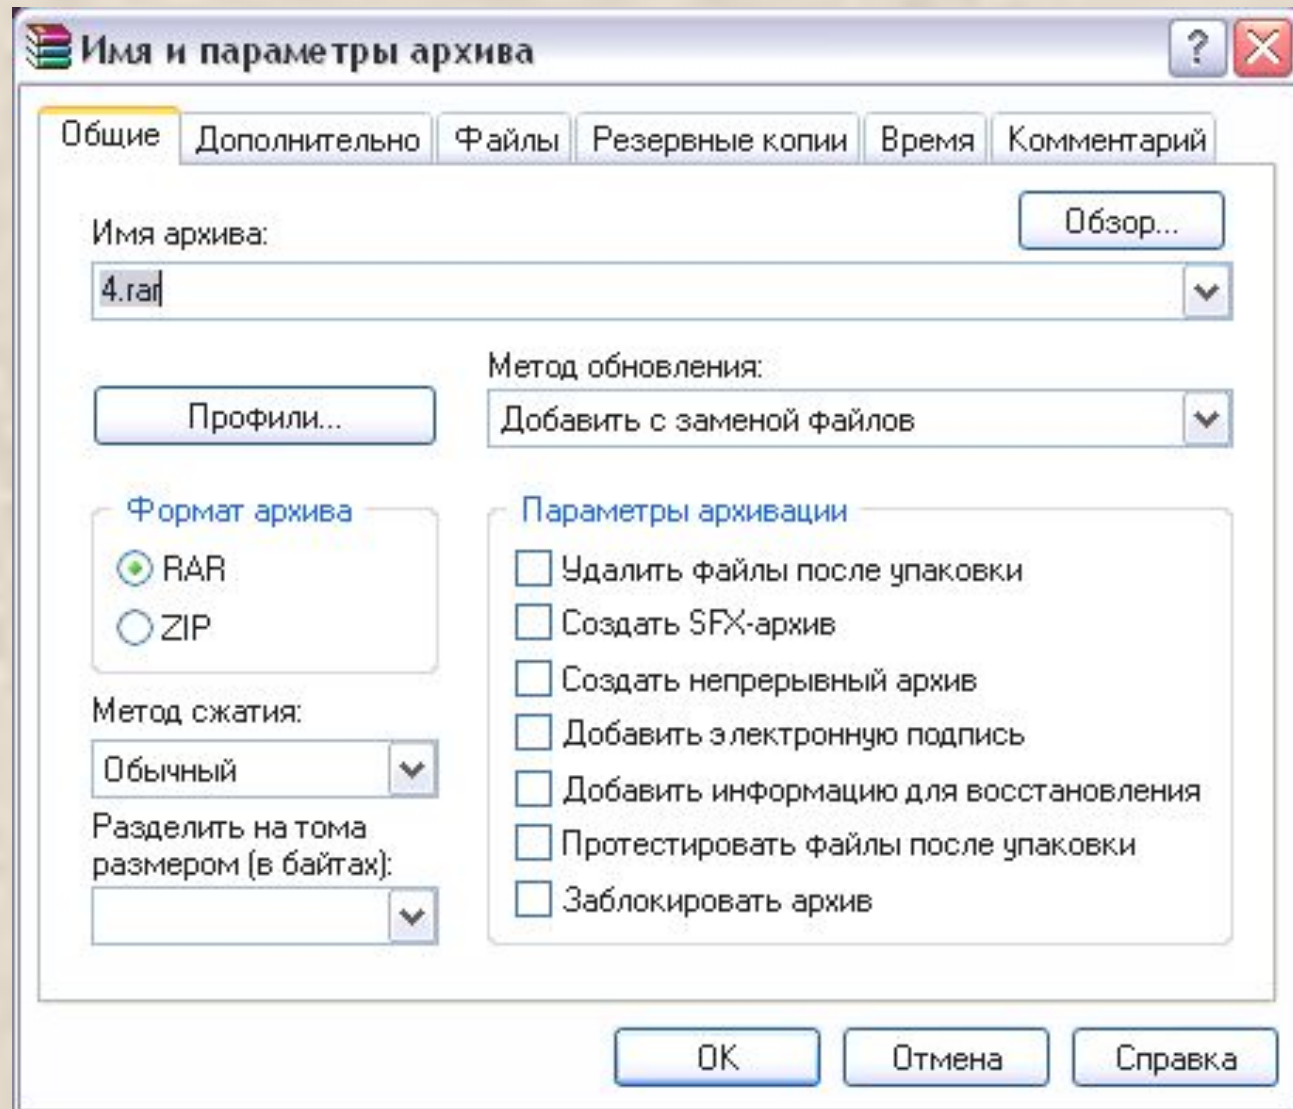 Имя и параметры архива
Общие Дополнительно Файлы Резервные копии Время Комментарий
Обзор...
Имя архива:
4.rar
Метод обновления:
Профили...
Добавить с заменой файлов
Формат архива
RAR
ZIP
Метод сжатия:
Обычный
Разделить на тома
размером (в байтах):
Параметры архивации
Удалить файлы после упаковки
Создать SFX-архив
Создать непрерывный архив
Добавить электронную подпись
Добавить информацию для восстановления
Протестировать файлы после упаковки
Заблокировать архив
OK Отмена Справка